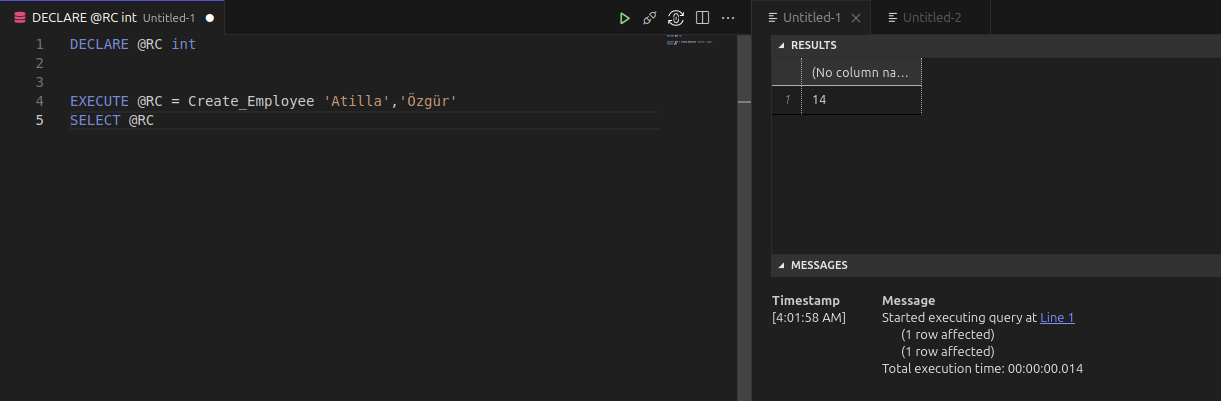 DECLARE @RC int Untitled-1
1 DECLARE @RC int
2
3
4 EXECUTE @RC = Create_Employee 'Atilla','Özgür'
5 SELECT @RC
Untitled-1
Untitled-2
RESULTS
(No column na...
1 14
MESSAGES
Timestamp Message
[4:01:58 AM] Started executing query at Line 1
(1 row affected)
(1 row affected)
Total execution time: 00:00:00.014